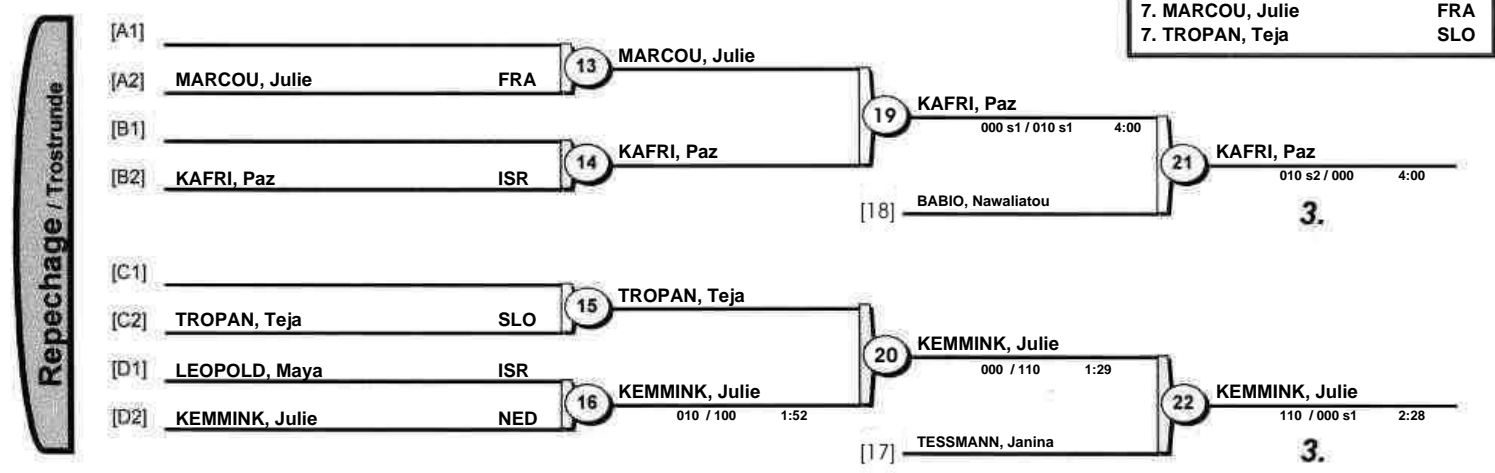 7. MARCOU, Julie FRA
7. TROPAN, Teja SLO
Repechage / Trostrunde
[A1]
13 MARCOU, Julie
[A2] MARCOU, Julie FRA
[B1]
19 KAFRI, Paz
000 s1 / 010 s1 4:00
14 KAFRI, Paz
[B2] KAFRI, Paz ISR
21 KAFRI, Paz
010 s2 / 000 4:00
[18] BABIO, Nawaliatou
3.
[C1]
15 TROPAN, Teja
[C2] TROPAN, Teja SLO
20 KEMMINK, Julie
000 / 110 1:29
[D1] LEOPOLD, Maya ISR
16 KEMMINK, Julie
010 / 100 1:52
[D2] KEMMINK, Julie NED
22 KEMMINK, Julie
110 / 000 s1 2:28
[17] TESSMANN, Janina
3.